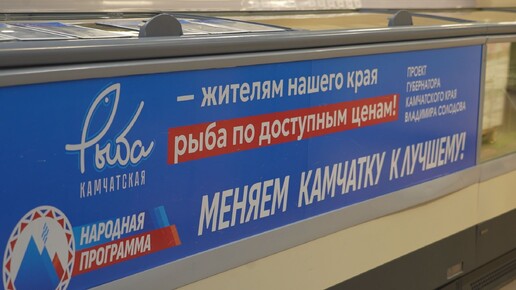 Рыба
КАМЧАТСКАЯ
— жителям нашего края
рыба по доступным ценам!
ПРОЕКТ
ГУБЕРНАТОРА
КАМЧАТСКОГО КРАЯ
ВЛАДИМИРА СОЛОДОВА
НАРОДНАЯ
ПРОГРАММА
МЕНЯЕМ КАМЧАТКУ К ЛУЧШЕМУ!